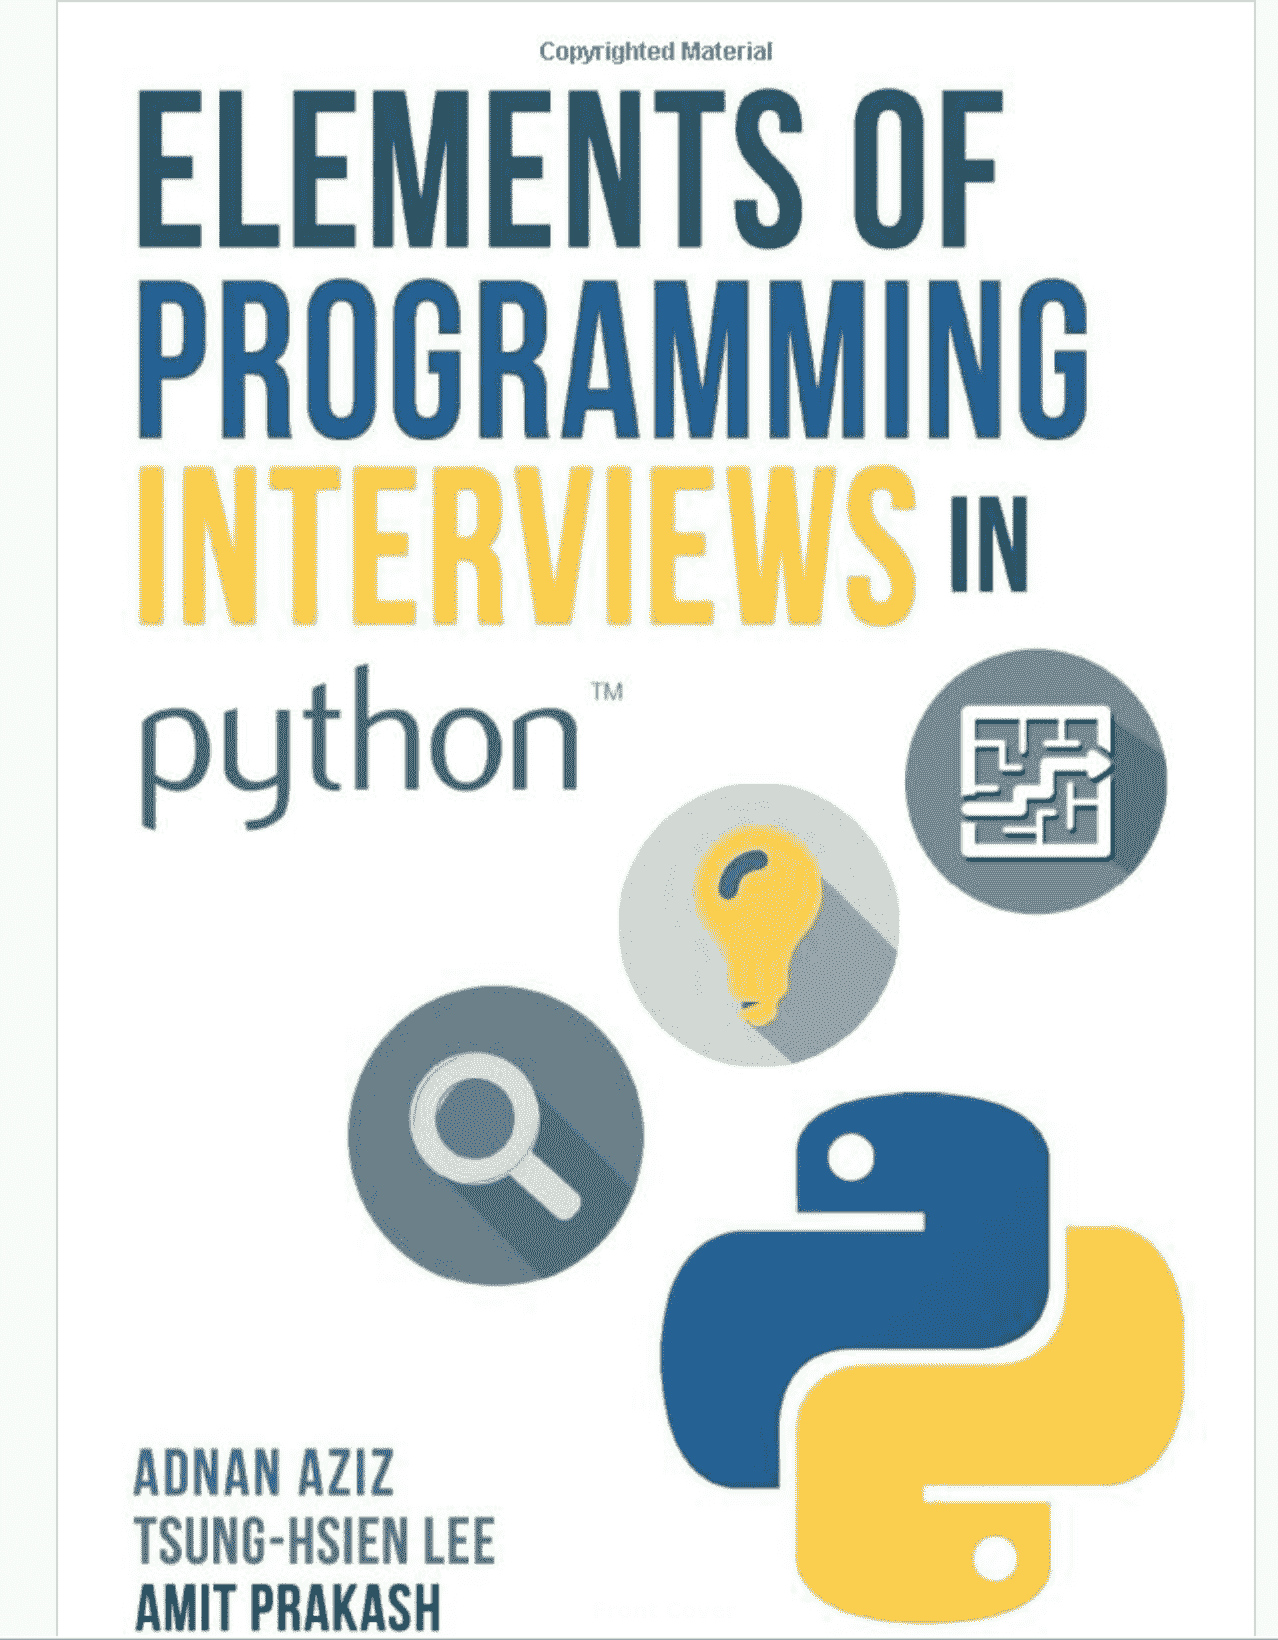 Copyrighted Material
ELEMENTS OF
PROGRAMMING
INTERVIEWS IN
python™
ADNAN AZIZ
TSUNG-HSIEN LEE
AMIT PRAKASH